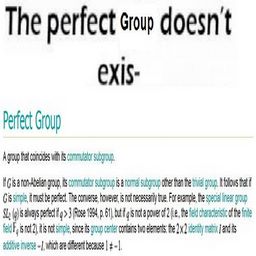 The perfect Group doesn't
exis-
Perfect Group
A group that coincides with its commutator subgroup.
If G is a non-Abelian group, its commutator subgroup is a normal subgroup other than the trivial group. It follows that if
G is simple, it must be perfect. The converse, however, is not necessarily true. For example, the special linear group
SL₂ (q) is always perfect if q > 3 (Rose 1994, p. 61), but if q is not a power of 2 (i.e., the field characteristic of the finite
field F_q is not 2), it is not simple, since its group center contains two elements: the 2×2 identity matrix I and its
additive inverse −I, which are different because 1 ≠ −1.